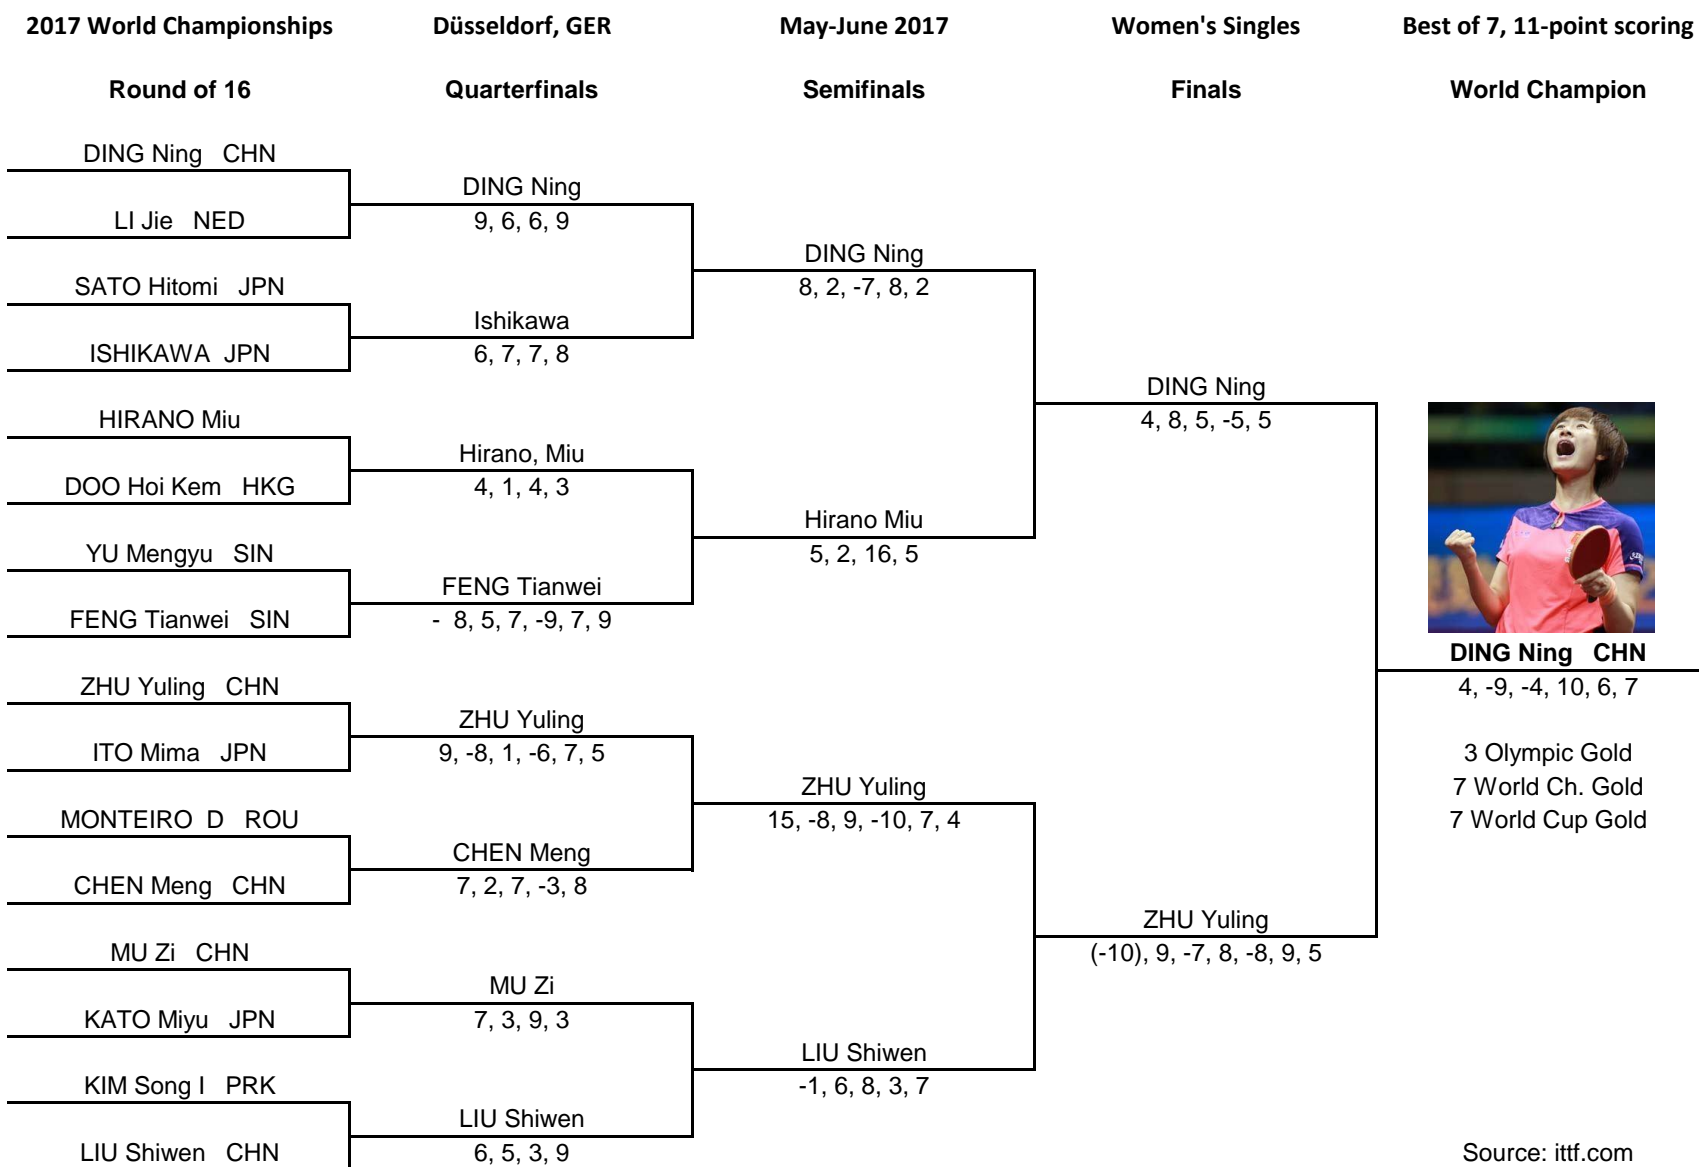 2017 World Championships Düsseldorf, GER May-June 2017 Women's Singles Best of 7, 11-point scoring
Round of 16 Quarterfinals Semifinals Finals World Champion
DING Ning CHN
DING Ning
LI Jie NED
9, 6, 6, 9
DING Ning
SATO Hitomi JPN
8, 2, -7, 8, 2
Ishikawa
ISHIKAWA JPN
6, 7, 7, 8
DING Ning
HIRANO Miu
4, 8, 5, -5, 5
Hirano, Miu
DOO Hoi Kem HKG
4, 1, 4, 3
Hirano Miu
YU Mengyu SIN
5, 2, 16, 5
FENG Tianwei
FENG Tianwei SIN
- 8, 5, 7, -9, 7, 9
DING Ning CHN
ZHU Yuling CHN
4, -9, -4, 10, 6, 7
ZHU Yuling
ITO Mima JPN
9, -8, 1, -6, 7, 5
3 Olympic Gold
ZHU Yuling
7 World Ch. Gold
MONTEIRO D ROU
15, -8, 9, -10, 7, 4
7 World Cup Gold
CHEN Meng
CHEN Meng CHN
7, 2, 7, -3, 8
ZHU Yuling
MU Zi CHN
(-10), 9, -7, 8, -8, 9, 5
MU Zi
KATO Miyu JPN
7, 3, 9, 3
LIU Shiwen
KIM Song I PRK
-1, 6, 8, 3, 7
LIU Shiwen
LIU Shiwen CHN
6, 5, 3, 9
Source: ittf.com